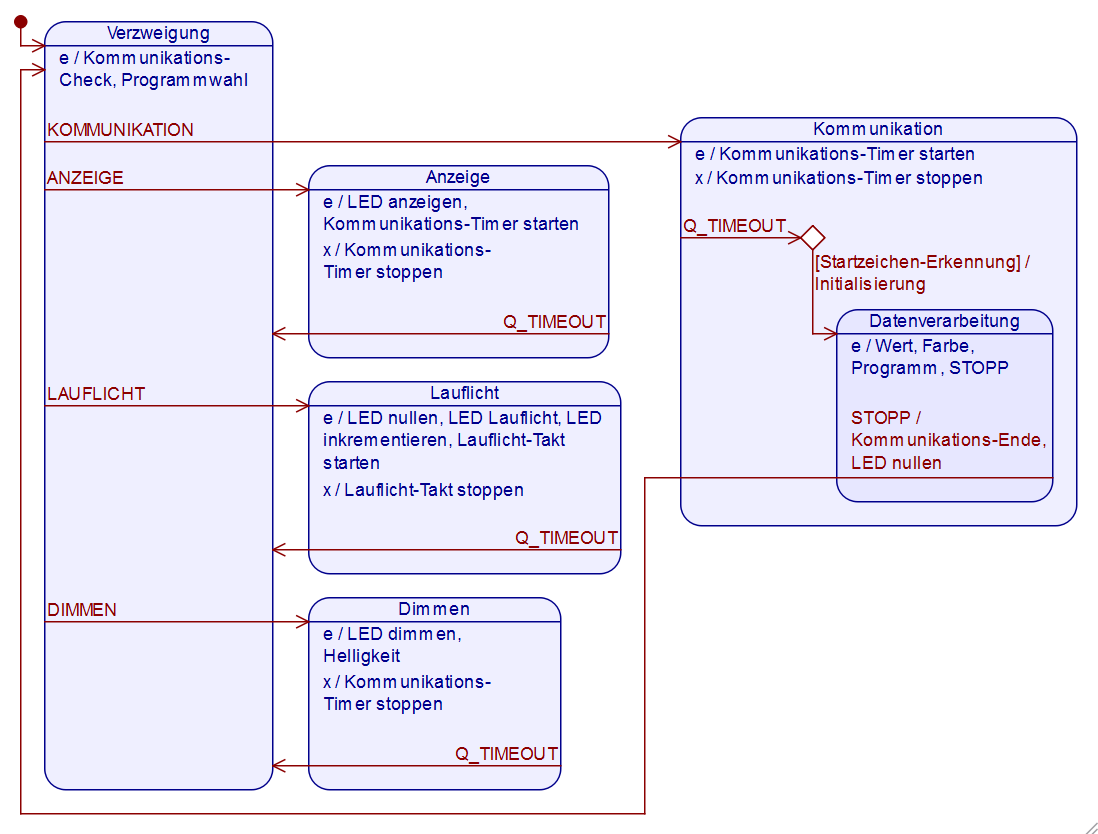 Verzweigung
e / Kommunikations-
Check, Programmwahl
KOMMUNIKATION
ANZEIGE
Anzeige
e / LED anzeigen,
Kommunikations-Timer starten
x / Kommunikations-
Timer stoppen
Q_TIMEOUT
LAUFLICHT
Lauflicht
e / LED nullen, LED Lauflicht, LED
inkrementieren, Lauflicht-Takt
starten
x / Lauflicht-Takt stoppen
Q_TIMEOUT
DIMMEN
Dimmen
e / LED dimmen,
Helligkeit
x / Kommunikations-
Timer stoppen
Q_TIMEOUT
Kommunikation
e / Kommunikations-Timer starten
x / Kommunikations-Timer stoppen
Q_TIMEOUT
[Startzeichen-Erkennung] /
Initialisierung
Datenverarbeitung
e / Wert, Farbe,
Programm, STOPP
STOPP /
Kommunikations-Ende,
LED nullen